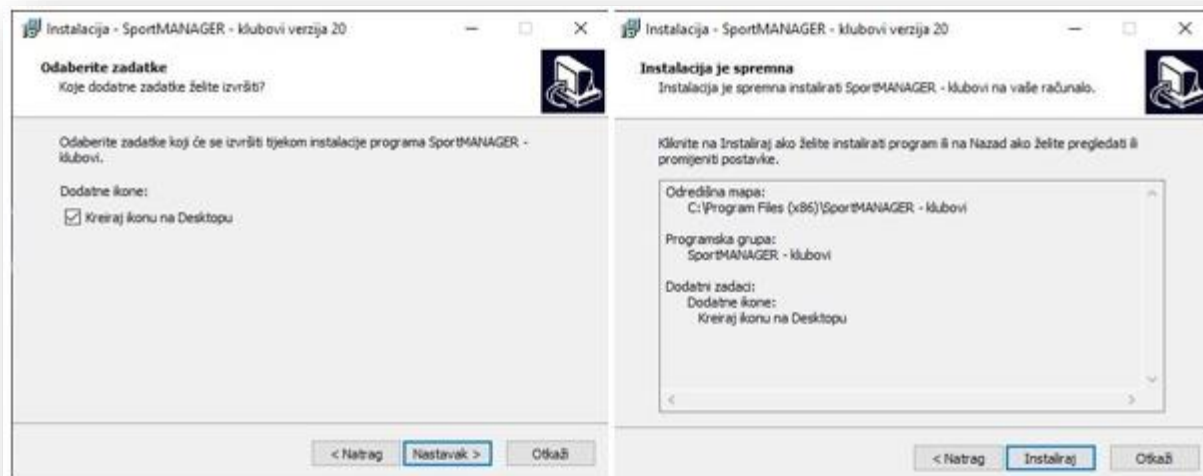 Instalacija - SportMANAGER - klubovi verzija 20
Odaberite zadatke
Koje dodatne zadatke želite izvršiti?
Odaberite zadatke koji će se izvršiti tijekom instalacije programa SportMANAGER -
klubovi.
Dodatne ikone:
Kreiraj ikonu na Desktopu
< Natrag
Nastavak >
Otkaži
Instalacija - SportMANAGER - klubovi verzija 20
Instalacija je spremna
Instalacija je spremna instalirati SportMANAGER - klubovi na vaše računalo.
Kliknite na Instaliraj ako želite instalirati program ili na Nazad ako želite pregledati ili
promijeniti postavke.
Odredišna mapa:
C:\Program Files (x86)\SportMANAGER - klubovi
Programska grupa:
SportMANAGER - klubovi
Dodatni zadaci:
Dodatne ikone:
Kreiraj ikonu na Desktopu
< Natrag
Instaliraj
Otkaži